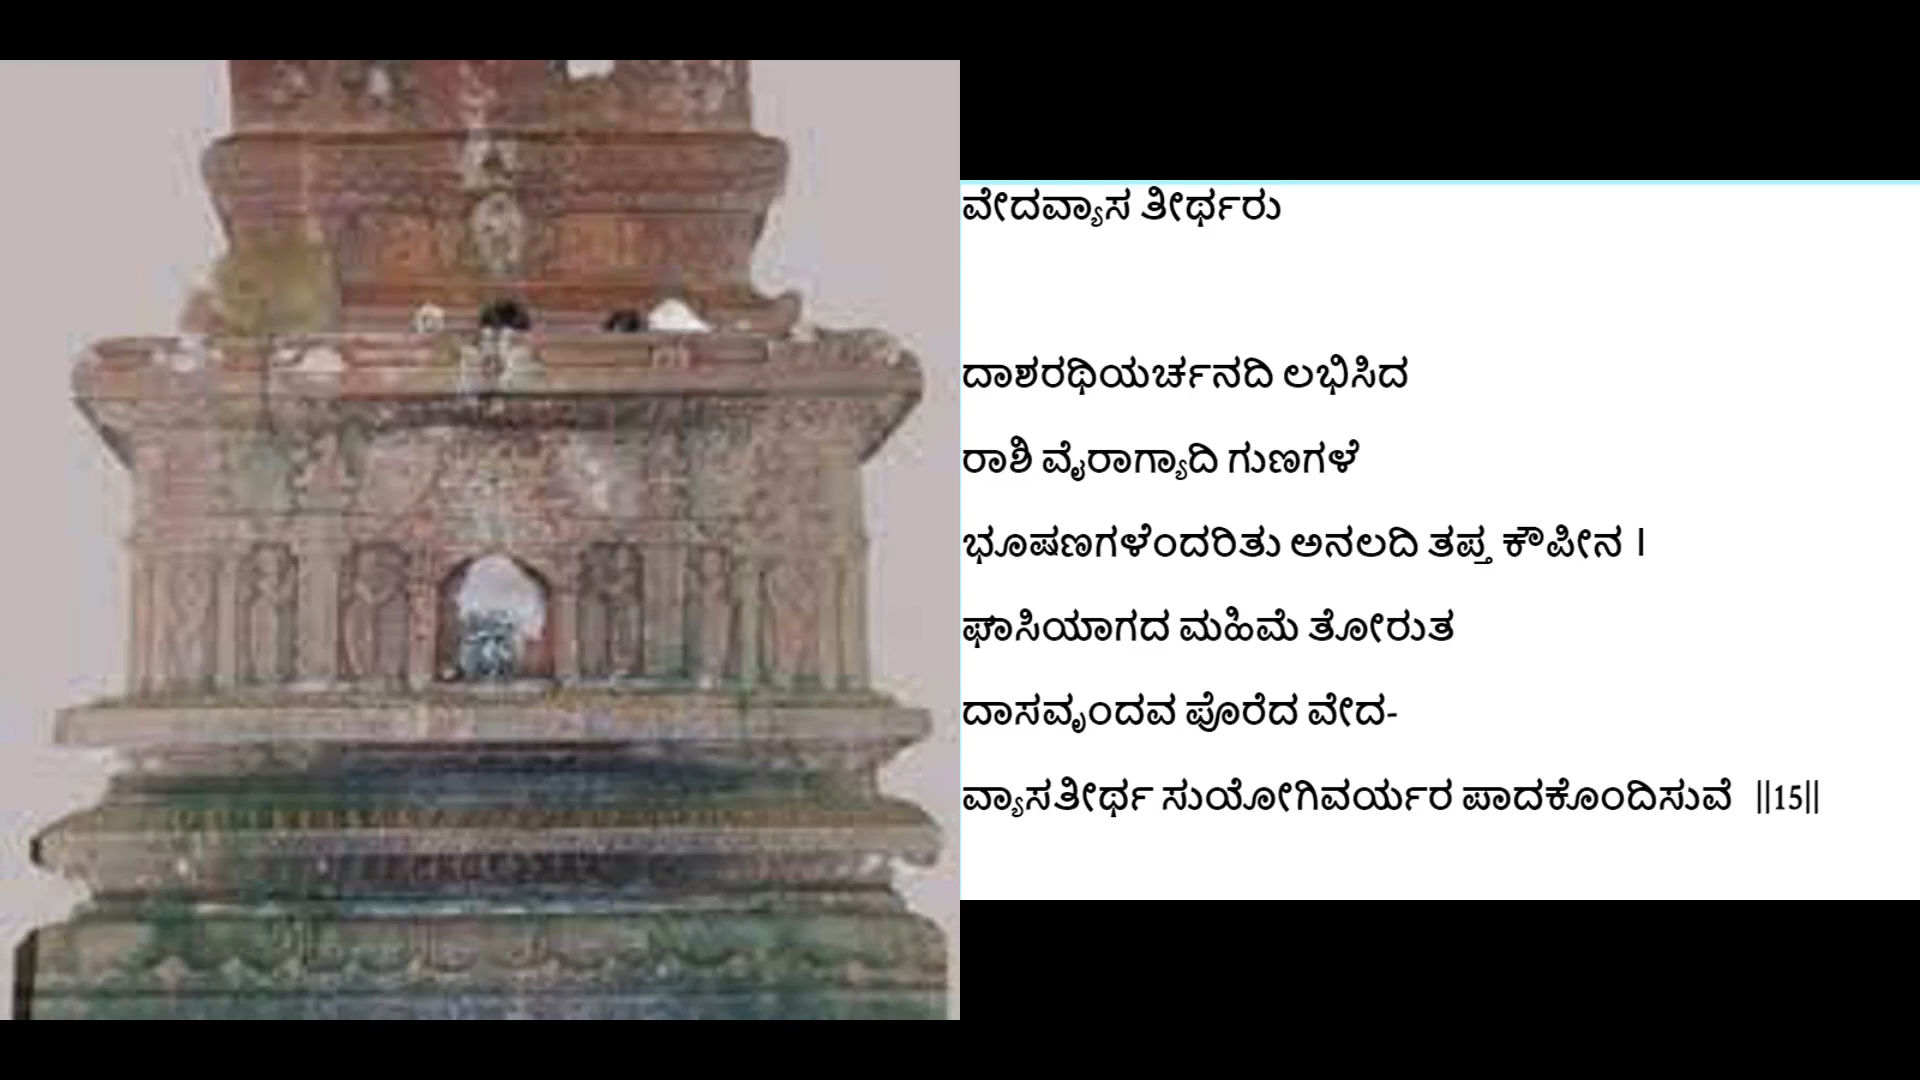 ವೇದವ್ಯಾಸ ತೀರ್ಥರು
ದಾಶರಥಿಯರ್ಚನದಿ ಲಭಿಸಿದ
ರಾಶಿ ವೈರಾಗ್ಯಾದಿ ಗುಣಗಳೆ
ಭೂಷಣಗಳೆಂದರಿತು ಅನಲದಿ ತಪ್ತ ಕೌಪೀನ ।
ಘಾಸಿಯಾಗದ ಮಹಿಮೆ ತೋರುತ
ದಾಸವೃಂದವ ಪೊರೆದ ವೇದ-
ವ್ಯಾಸತೀರ್ಥ ಸುಯೋಗಿವರ್ಯರ ಪಾದಕೊಂದಿಸುವೆ ||15||